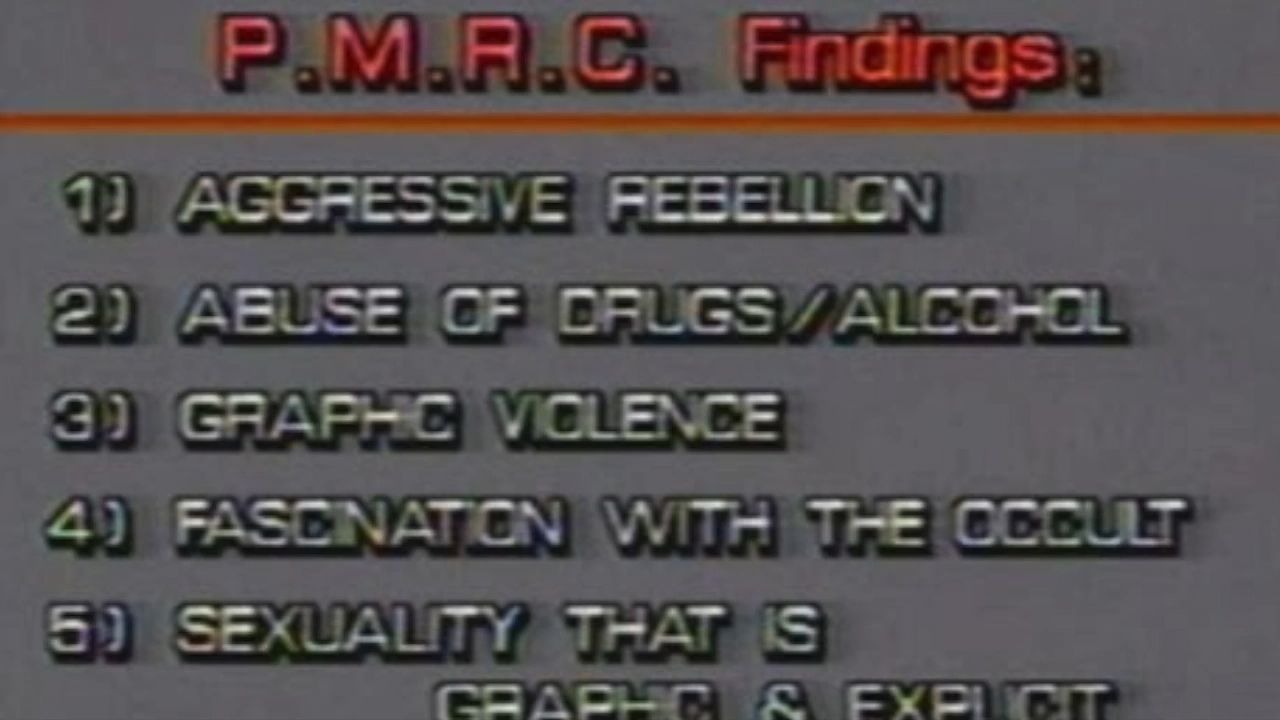 P.M.R.C. Findings:
1) AGGRESSIVE REBELLION
2) ABUSE OF DRUGS/ALCOHOL
3) GRAPHIC VIOLENCE
4) FASCINATION WITH THE OCCULT
5) SEXUALITY THAT IS
GRAPHIC & EXPLICIT